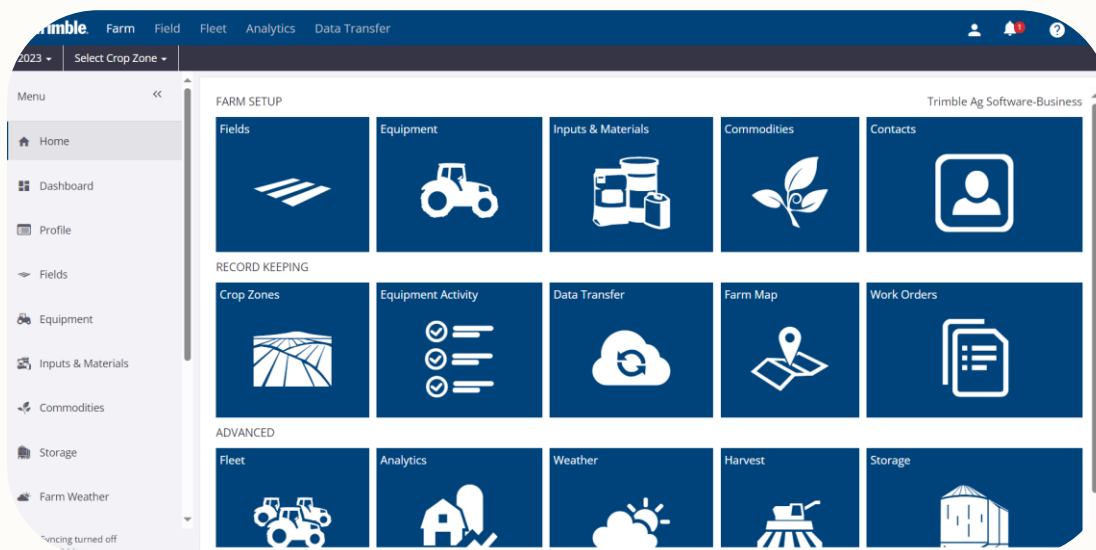 Trimble. Farm Field Fleet Analytics Data Transfer 1 ?
2023 Select Crop Zone
Menu
FARM SETUP Trimble Ag Software-Business
Fields Equipment Inputs & Materials Commodities Contacts
Home
Dashboard
Profile
Fields
Equipment
Inputs & Materials
Commodities
Storage
Farm Weather
Syncing turned off
RECORD KEEPING
Crop Zones Equipment Activity Data Transfer Farm Map Work Orders
ADVANCED
Fleet Analytics Weather Harvest Storage